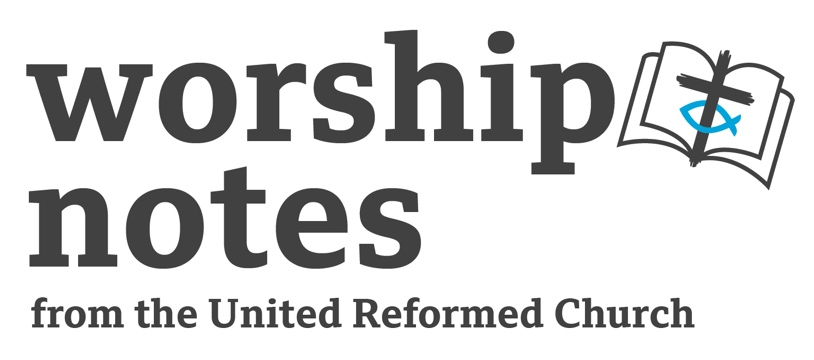 worship
notes
from the United Reformed Church